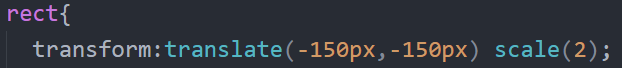 rect{
transform:translate(-150px,-150px) scale(2);